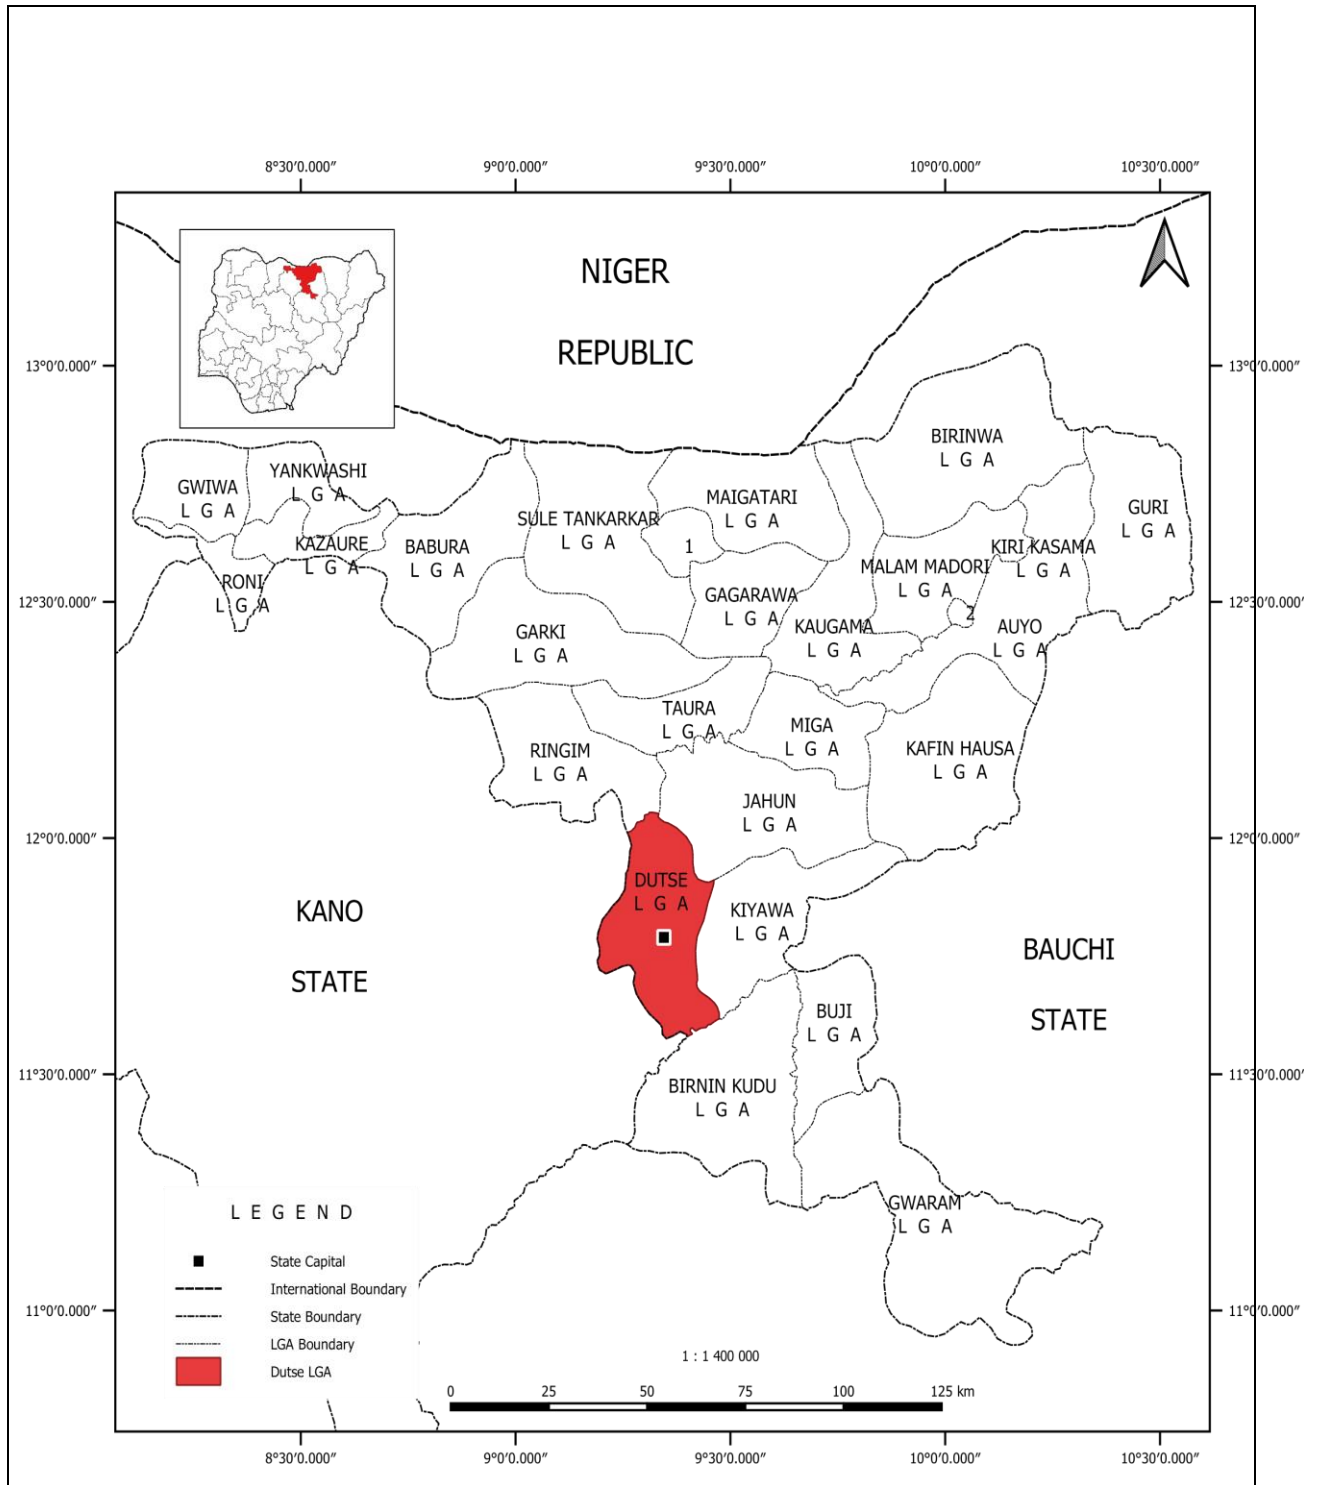 8°30'0.000"
9°0'0.000"
9°30'0.000"
10°0'0.000"
10°30'0.000"
NIGER
REPUBLIC
13°0'0.000"
13°0'0.000"
BIRINWA
L G A
YANKWASHI
L G A
GWIWA
L G A
MAIGATARI
L G A
GURI
L G A
SULE TANKARKAR
L G A
1
KAZAURE
L G A
BABURA
L G A
KIRI KASAMA
L G A
MALAM MADORI
L G A
RONI
L G A
GAGARAWA
L G A
12°30'0.000"
12°30'0.000"
2
GARKI
L G A
KAUGAMA
L G A
AUYO
L G A
TAURA
L G A
MIGA
L G A
RINGIM
L G A
KAFIN HAUSA
L G A
JAHUN
L G A
12°0'0.000"
12°0'0.000"
DUTSE
L G A
KANO
STATE
KIYAWA
L G A
BAUCHI
STATE
BUJI
L G A
11°30'0.000"
11°30'0.000"
BIRNIN KUDU
L G A
GWARAM
L G A
L E G E N D
State Capital
International Boundary
State Boundary
LGA Boundary
Dutse LGA
11°0'0.000"
11°0'0.000"
1 : 1 400 000
0 25 50 75 100 125 km
8°30'0.000"
9°0'0.000"
9°30'0.000"
10°0'0.000"
10°30'0.000"